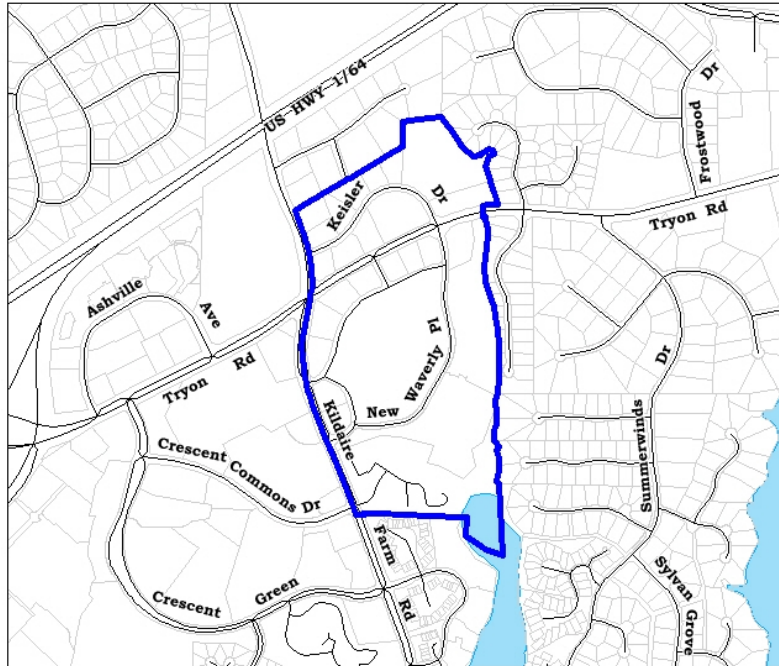 US HWY 1/64
Frostwood Dr
Keisler Dr
Tryon Rd
Ashville Ave
Tryon Rd
New Waverly Pl
Kildaire Farm Rd
Summerwinds Dr
Crescent Commons Dr
Crescent Green
Sylvan Grove